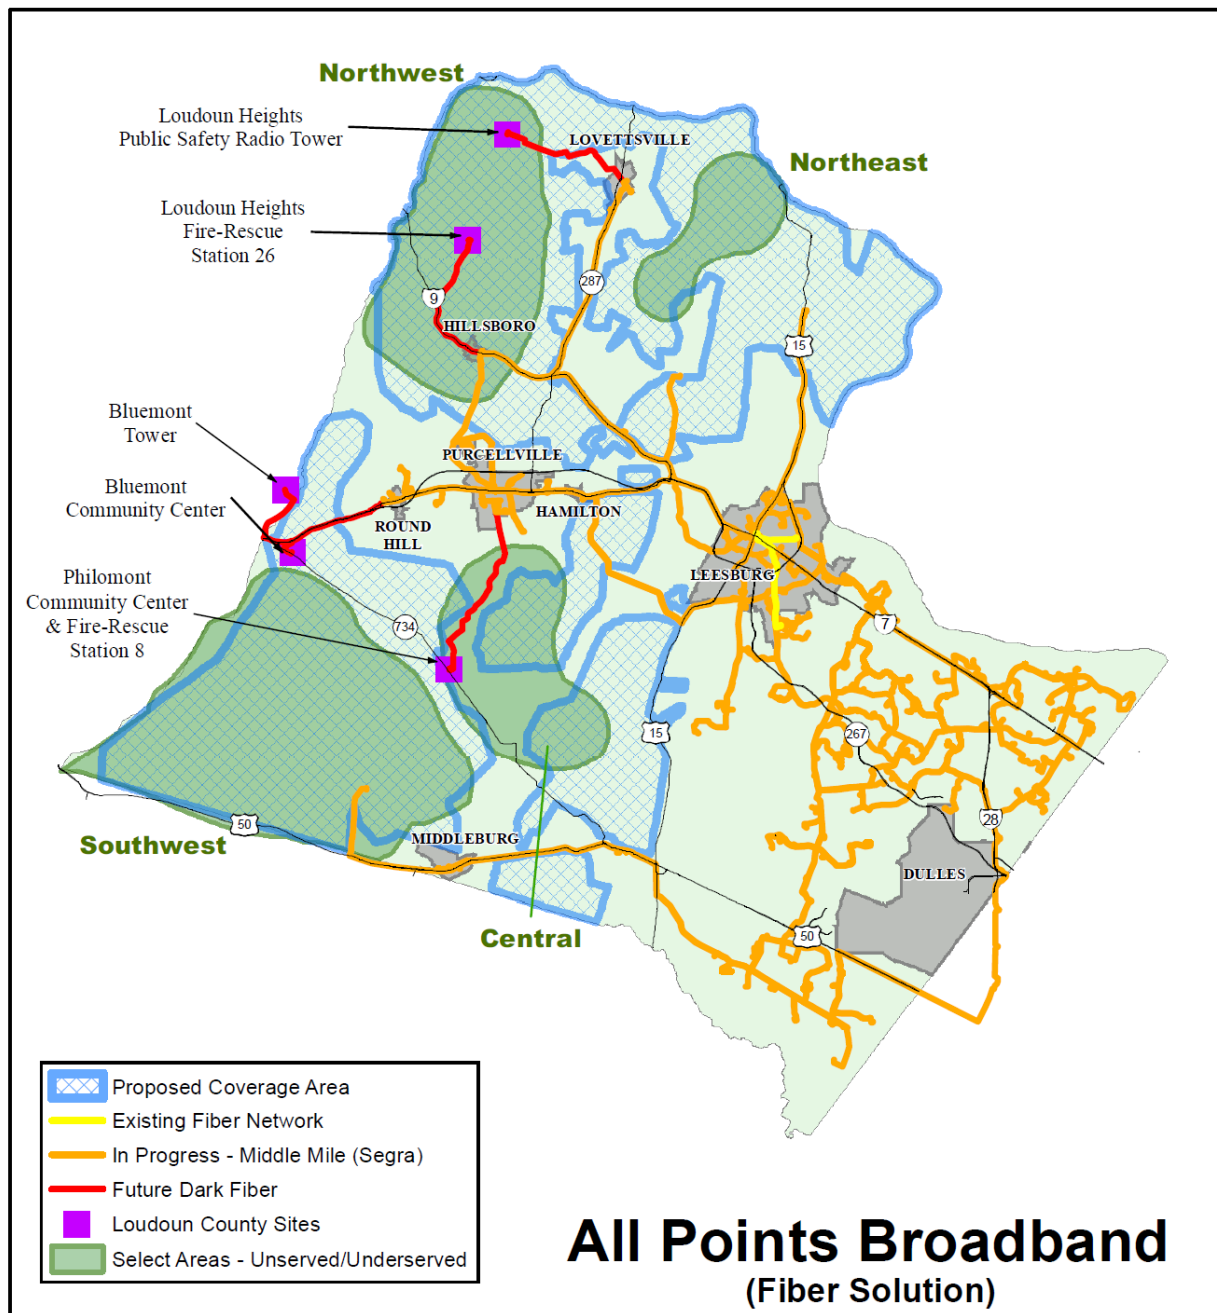 Northwest
Loudoun Heights
Public Safety Radio Tower
LOVETTSVILLE
Northeast
Loudoun Heights
Fire-Rescue
Station 26
287
9
HILLSBORO
15
Bluemont
Tower
PURCELLVILLE
Bluemont
Community Center
ROUND
HILL
HAMILTON
LEESBURG
Philomont
Community Center
& Fire-Rescue
Station 8
734
7
15
267
50
Southwest
MIDDLEBURG
28
DULLES
Central
50
Proposed Coverage Area
Existing Fiber Network
In Progress - Middle Mile (Segra)
Future Dark Fiber
Loudoun County Sites
Select Areas - Unserved/Underserved
All Points Broadband
(Fiber Solution)